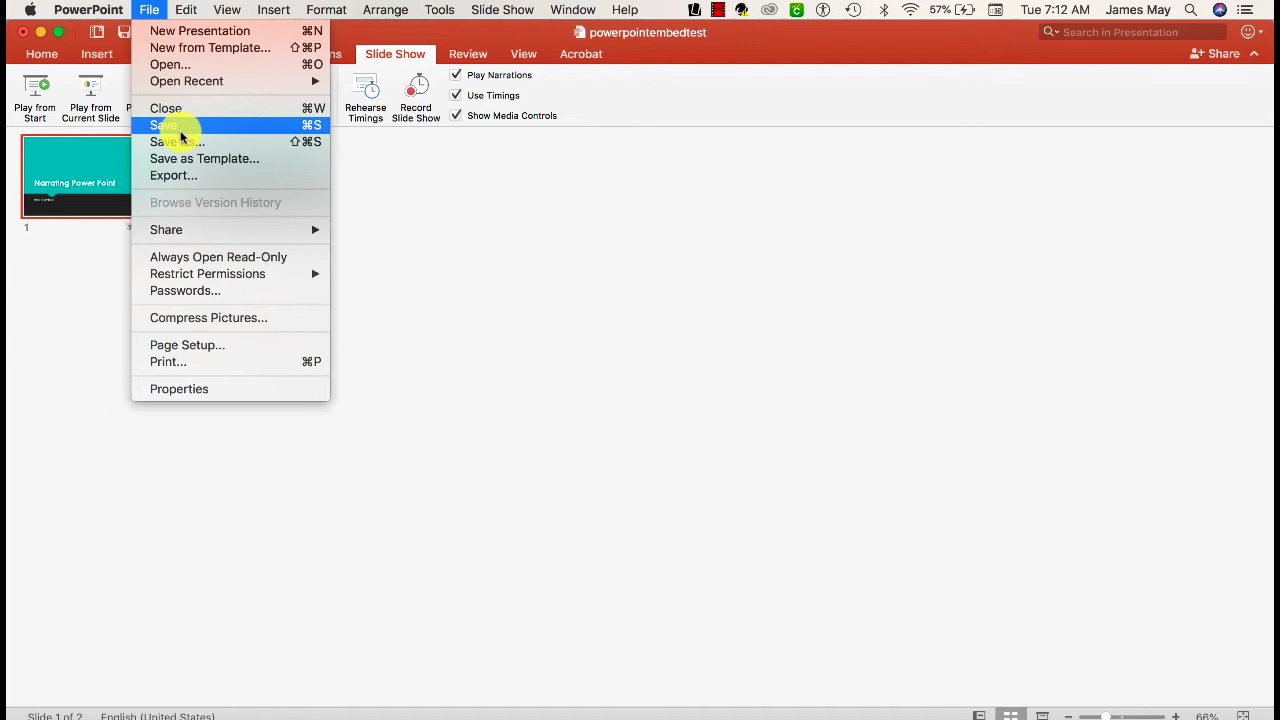 PowerPoint File Edit View Insert Format Arrange Tools Slide Show Window Help 57% Tue 7:12 AM James May
powerpointembedtest
Search in Presentation
Home Insert Slide Show Review View Acrobat Share
Play from Start
Play from Current Slide
Rehearse Timings
Record Slide Show
Play Narrations
Use Timings
Show Media Controls
New Presentation ⌘N
New from Template... ⇧⌘P
Open... ⌘O
Open Recent
Close ⌘W
Save ⌘S
Save as... ⇧⌘S
Save as Template...
Export...
Browse Version History
Share
Always Open Read-Only
Restrict Permissions
Passwords...
Compress Pictures...
Page Setup...
Print... ⌘P
Properties
Narrating Power Point
1
Slide 1 of 2 English (United States) 66%